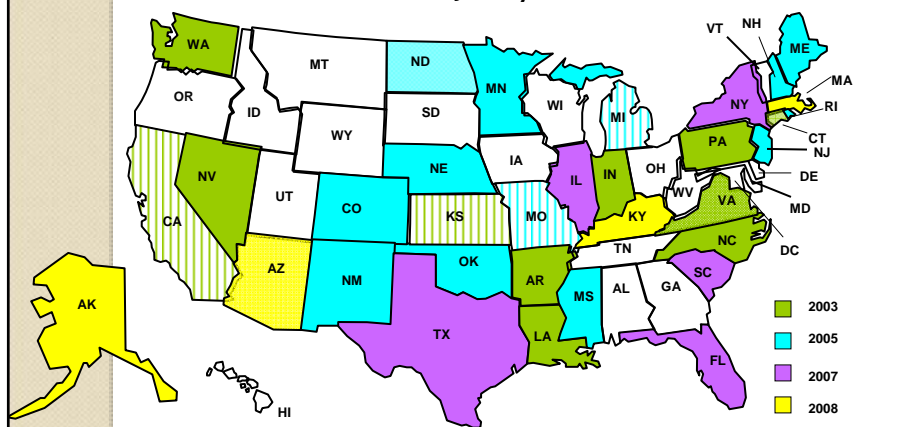 WA
MT
ND
MN
VT
NH
ME
OR
ID
WY
SD
WI
MI
NY
MA
RI
CT
NJ
PA
NV
UT
CO
NE
IA
IL
IN
OH
WV
VA
DE
MD
DC
CA
AZ
NM
KS
MO
KY
OK
AR
TN
NC
SC
MS
AL
GA
LA
TX
FL
AK
HI
2003
2005
2007
2008